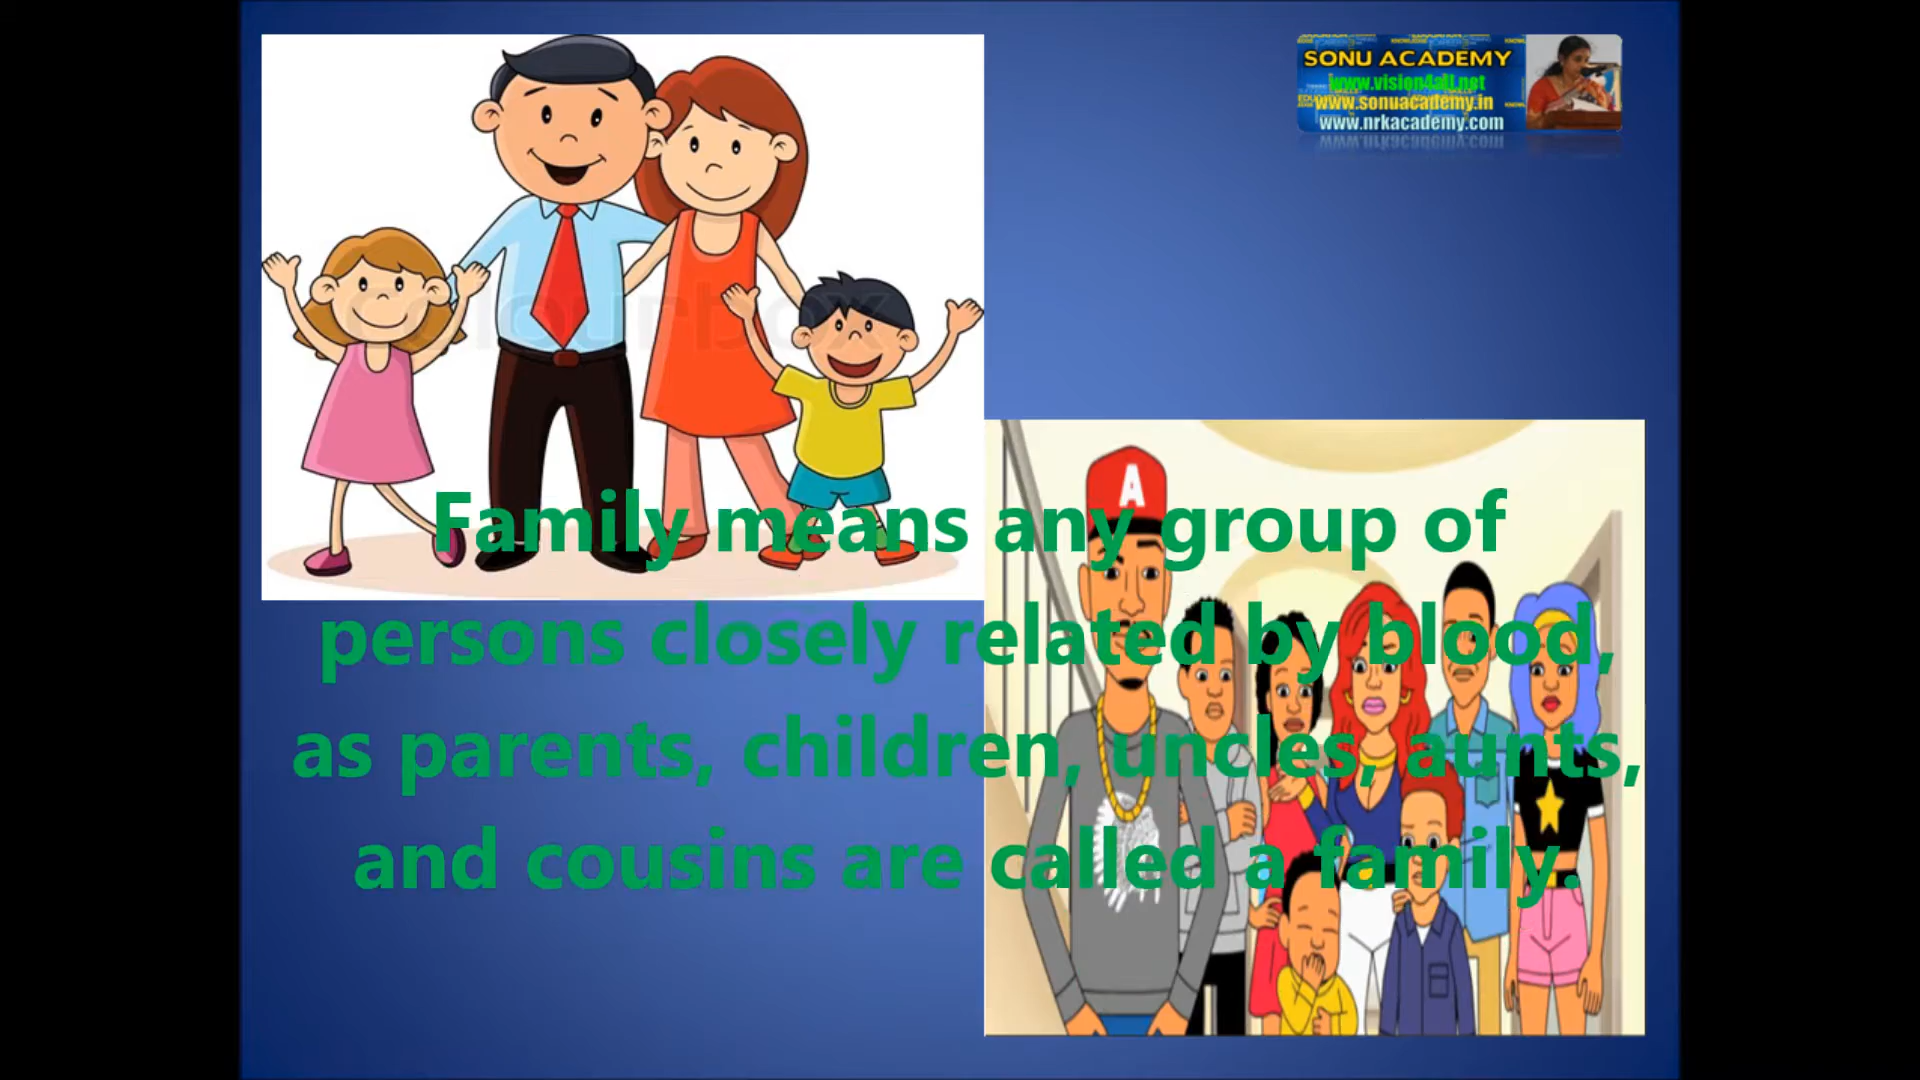 SONU ACADEMY
www.vision4all.net
www.sonuacademy.in
www.nrkacademy.com
colourbox
A
Family means any group of
persons closely related by blood,
as parents, children, uncles, aunts,
and cousins are called a family.